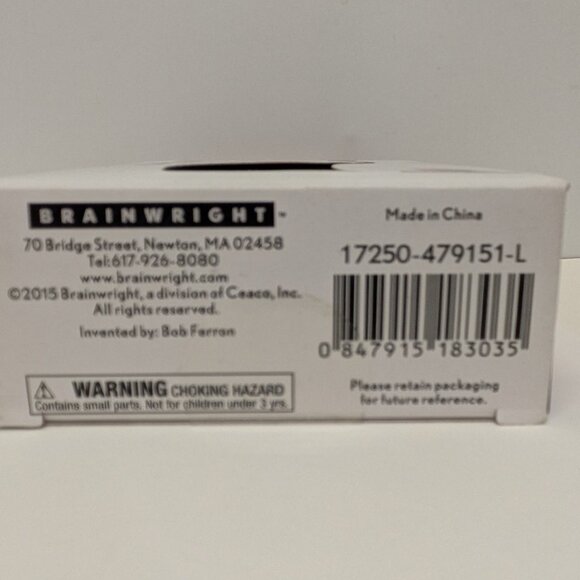 BRAINWRIGHT™
70 Bridge Street, Newton, MA 02458
Tel:617-926-8080
www.brainwright.com
©2015 Brainwright, a division of Ceaco, Inc.
All rights reserved.
Invented by: Bob Ferron
WARNING CHOKING HAZARD
Contains small parts. Not for children under 3 yrs.
Made in China
17250-479151-L
0 847915 183035
Please retain packaging
for future reference.